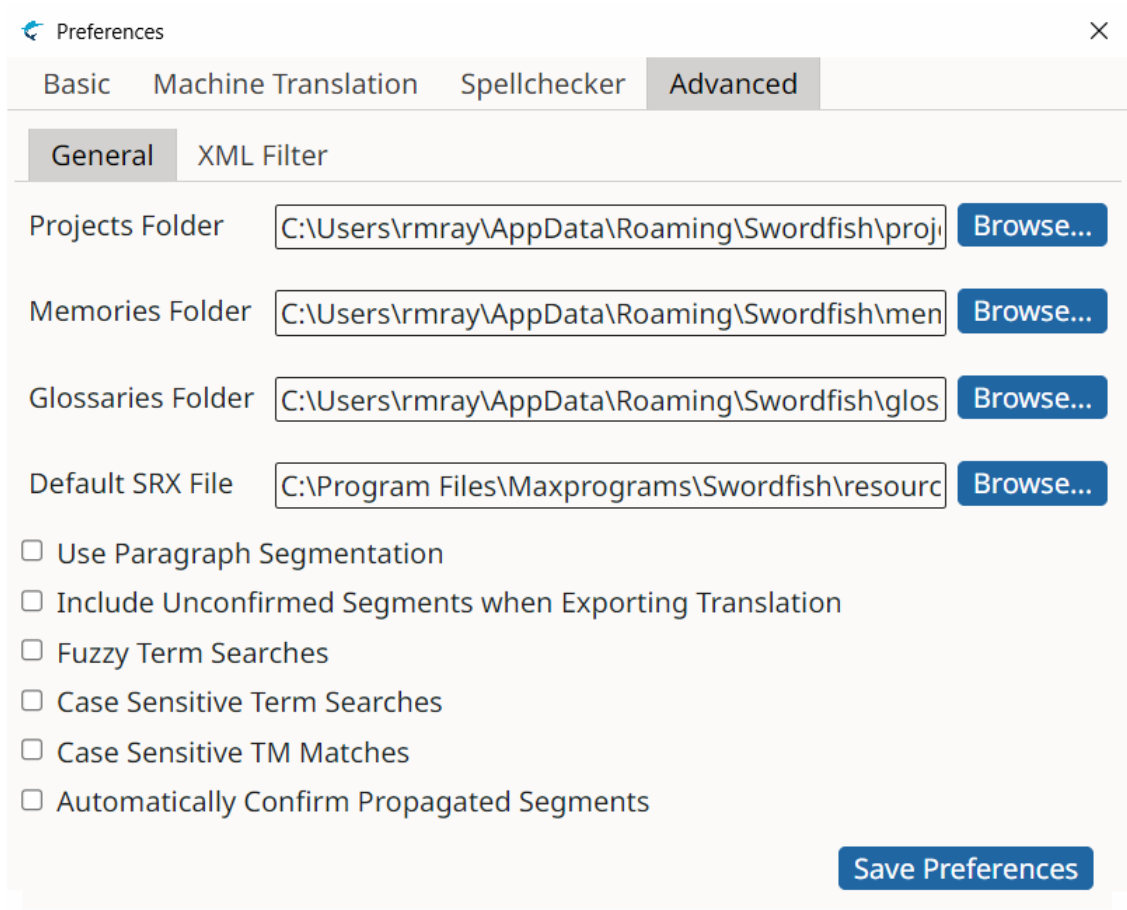 Preferences
Basic Machine Translation Spellchecker Advanced
General XML Filter
Projects Folder C:\Users\rmray\AppData\Roaming\Swordfish\proj Browse...
Memories Folder C:\Users\rmray\AppData\Roaming\Swordfish\mem Browse...
Glossaries Folder C:\Users\rmray\AppData\Roaming\Swordfish\glos Browse...
Default SRX File C:\Program Files\Maxprograms\Swordfish\resourc Browse...
Use Paragraph Segmentation
Include Unconfirmed Segments when Exporting Translation
Fuzzy Term Searches
Case Sensitive Term Searches
Case Sensitive TM Matches
Automatically Confirm Propagated Segments
Save Preferences